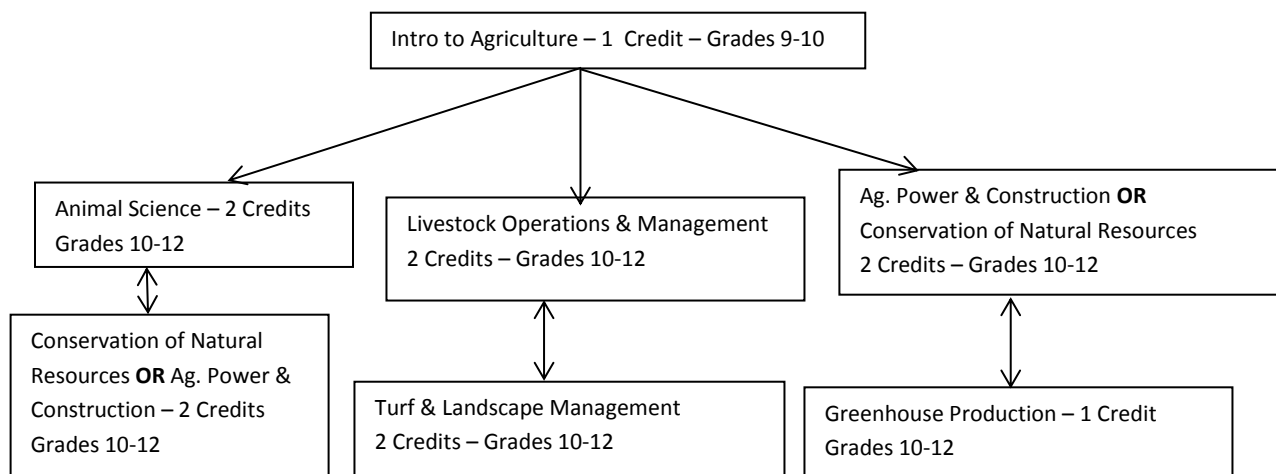 Intro to Agriculture – 1 Credit – Grades 9-10
Animal Science – 2 Credits
Grades 10-12
Livestock Operations & Management
2 Credits – Grades 10-12
Ag. Power & Construction OR
Conservation of Natural Resources
2 Credits – Grades 10-12
Conservation of Natural
Resources OR Ag. Power &
Construction – 2 Credits
Grades 10-12
Turf & Landscape Management
2 Credits – Grades 10-12
Greenhouse Production – 1 Credit
Grades 10-12